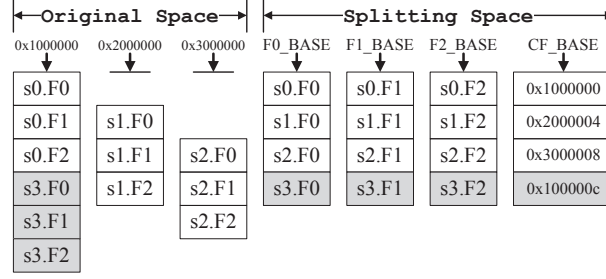 Original Space Splitting Space
0x1000000 0x2000000 0x3000000 F0_BASE F1_BASE F2_BASE CF_BASE
s0.F0 s0.F0 s0.F1 s0.F2 0x1000000
s0.F1 s1.F0 s1.F0 s1.F1 s1.F2 0x2000004
s0.F2 s1.F1 s2.F0 s2.F0 s2.F1 s2.F2 0x3000008
s3.F0 s1.F2 s2.F1 s3.F0 s3.F1 s3.F2 0x100000c
s3.F1 s2.F2
s3.F2